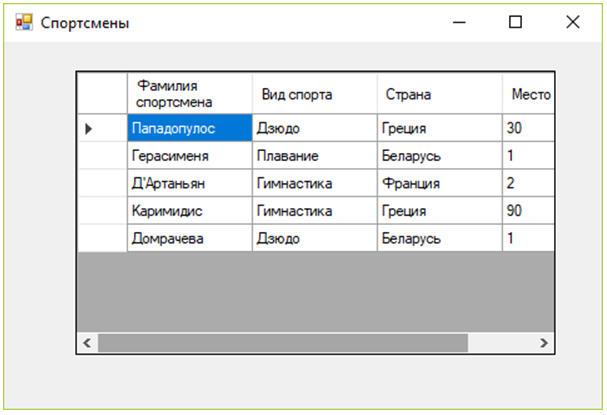 Спортсмены
Фамилия спортсмена Вид спорта Страна Место
Пападопулос Дзюдо Греция 30
Герасименя Плавание Беларусь 1
Д'Артаньян Гимнастика Франция 2
Каримидис Гимнастика Греция 90
Домрачева Дзюдо Беларусь 1